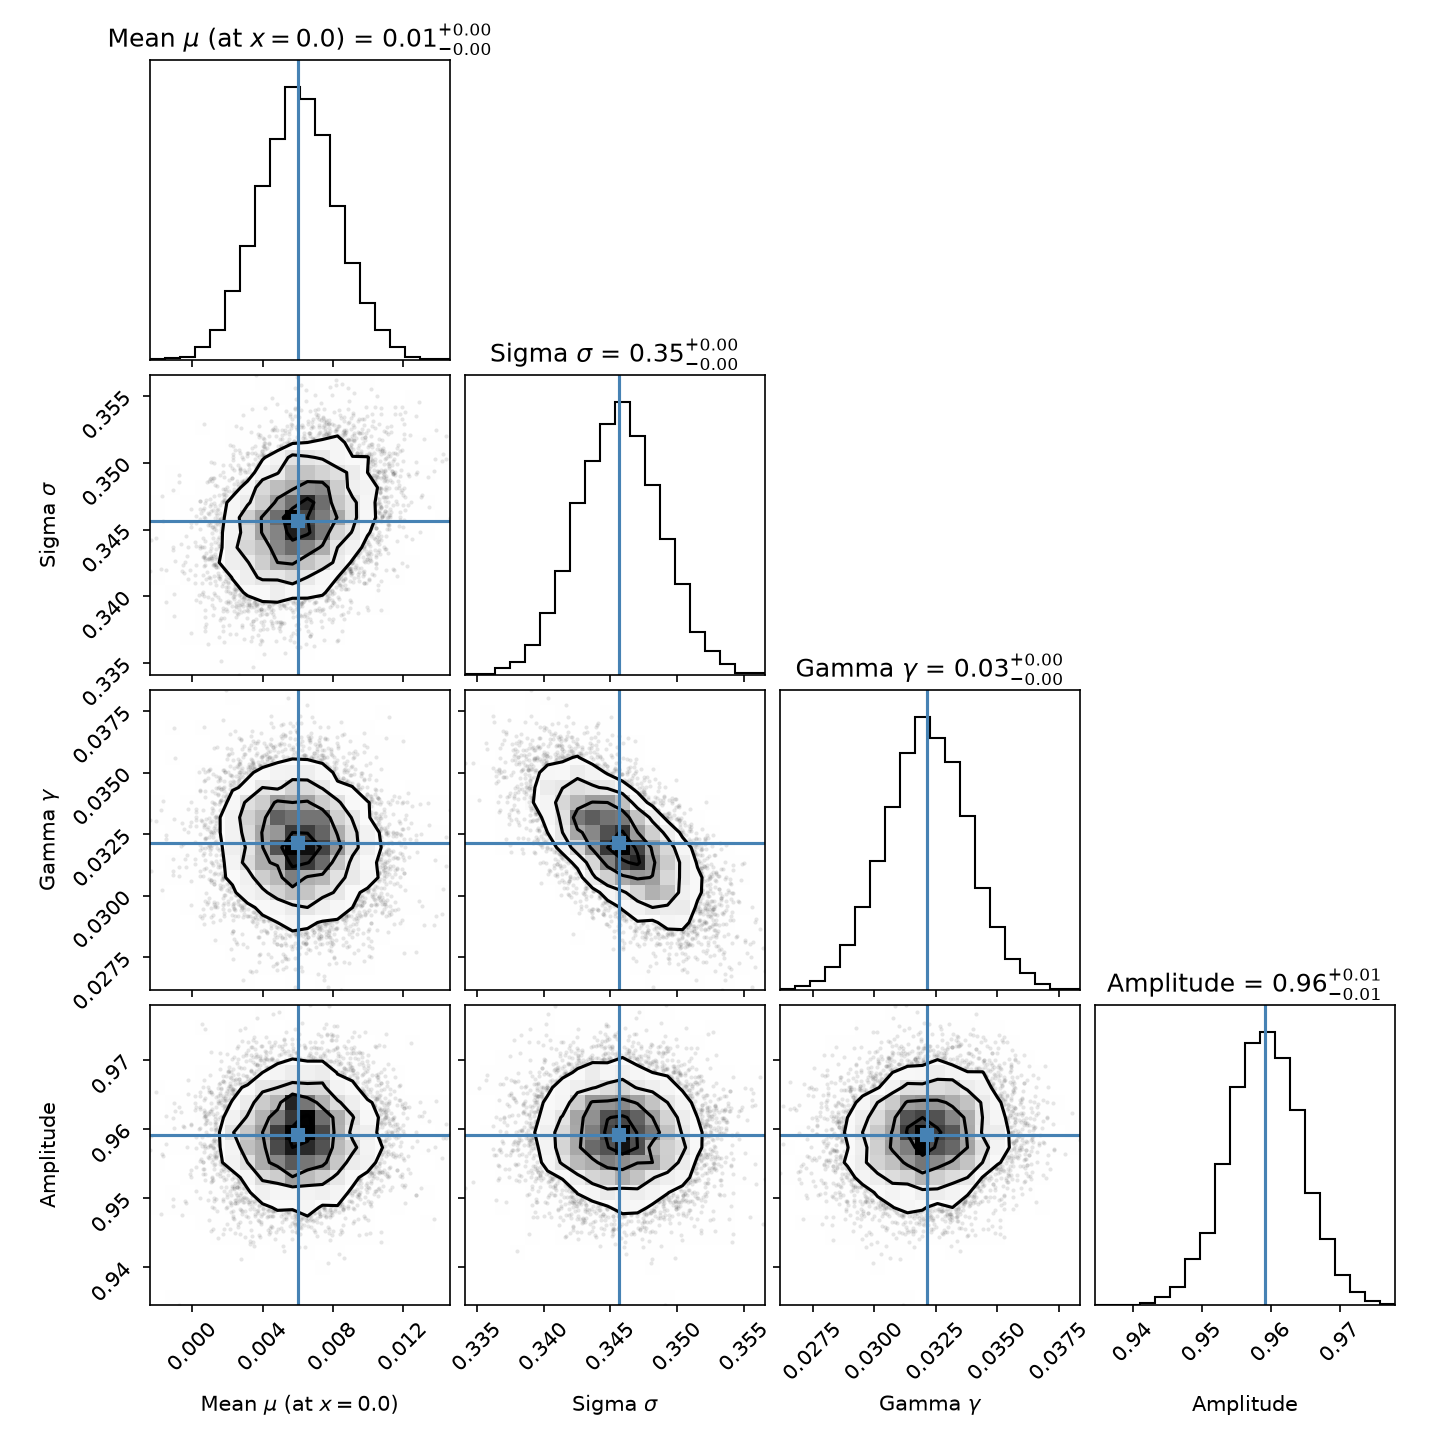 Mean μ (at x = 0.0) = 0.01+0.00 −0.00
Sigma σ = 0.35+0.00 −0.00
0.355
0.350
0.345
0.340
0.335
Sigma σ
Gamma γ = 0.03+0.00 −0.00
0.0375
0.0350
0.0325
0.0300
0.0275
Gamma γ
Amplitude = 0.96+0.01 −0.01
0.97
0.96
0.95
0.94
Amplitude
0.000 0.004 0.008 0.012 0.335 0.340 0.345 0.350 0.355 0.0275 0.0300 0.0325 0.0350 0.0375 0.94 0.95 0.96 0.97
Mean μ (at x = 0.0) Sigma σ Gamma γ Amplitude